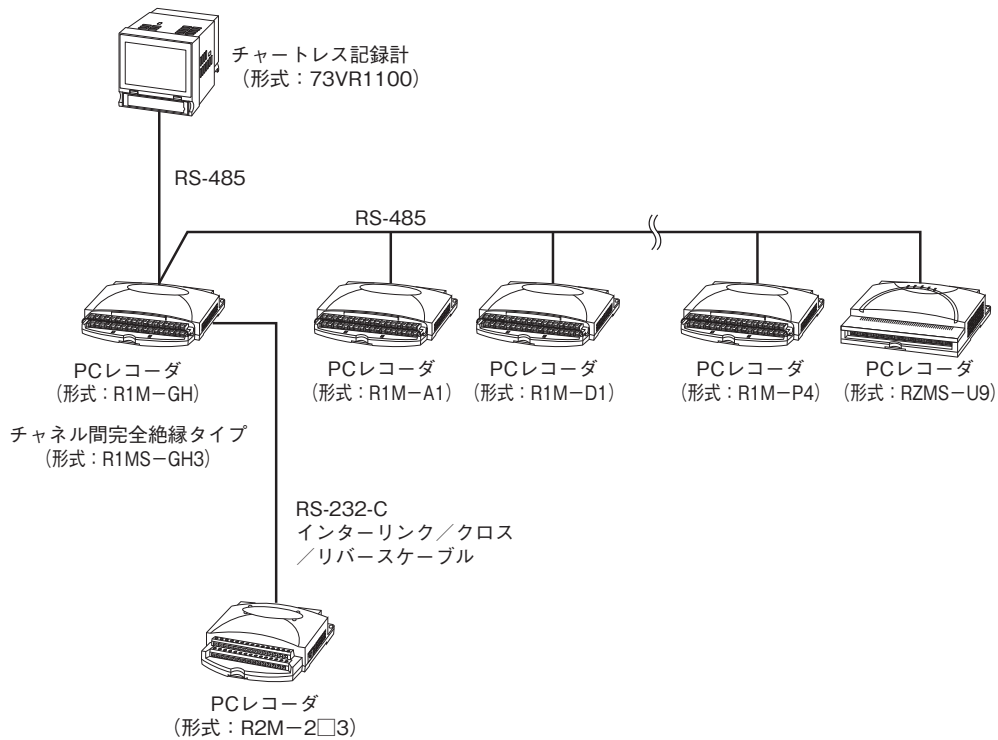 チャートレス記録計
（形式：73VR1100）
RS-485
RS-485
PCレコーダ
（形式：R1M－GH）
PCレコーダ
（形式：R1M－A1）
PCレコーダ
（形式：R1M－D1）
PCレコーダ
（形式：R1M－P4）
PCレコーダ
（形式：RZMS－U9）
チャネル間完全絶縁タイプ
（形式：R1MS－GH3）
RS-232-C
インターリンク／クロス
／リバースケーブル
PCレコーダ
（形式：R2M－2□3）